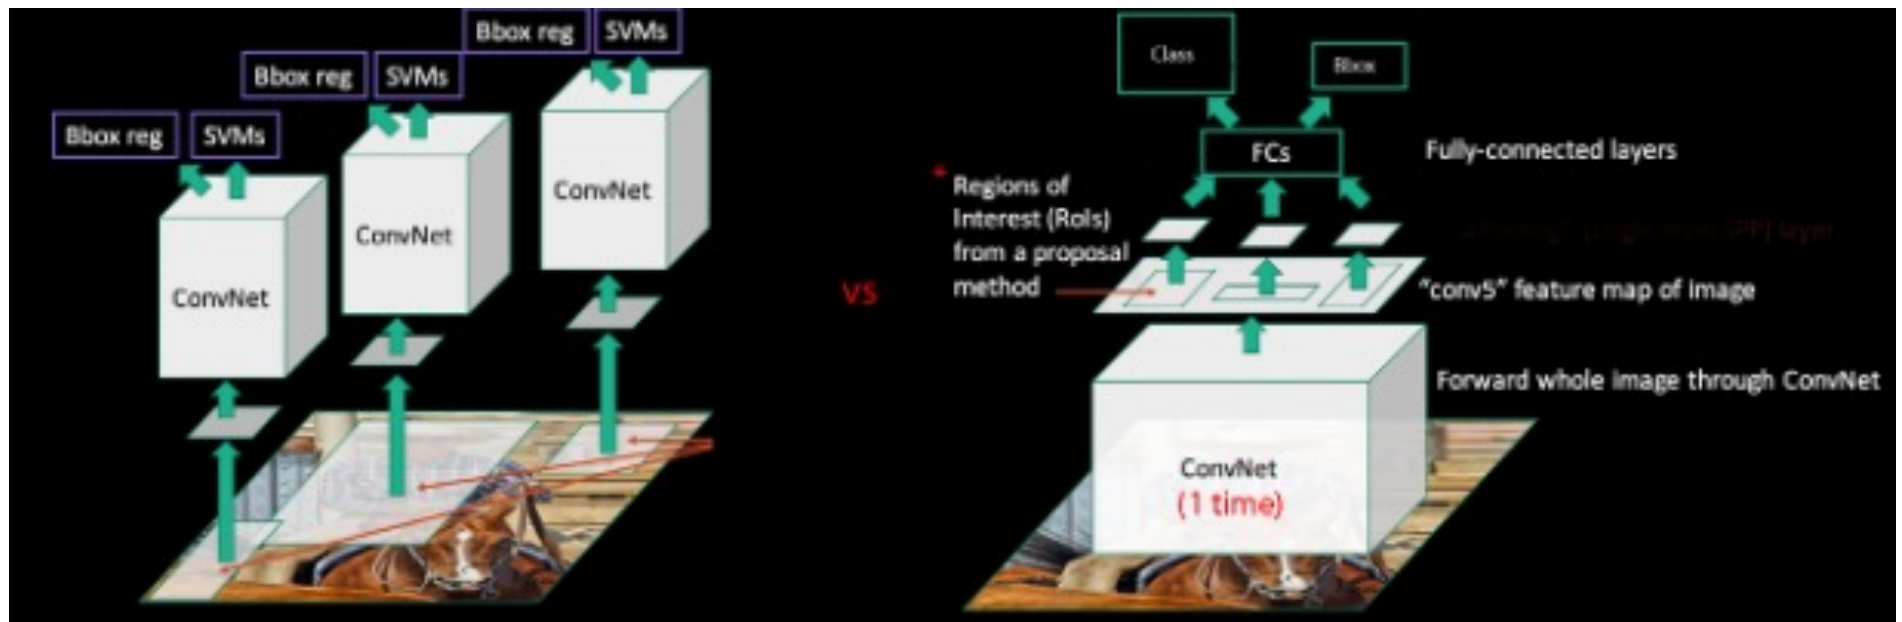 Bbox reg
SVMs
Bbox reg
SVMs
Bbox reg
SVMs
ConvNet
ConvNet
ConvNet
vs
Class
Bbox
FCs
Fully-connected layers
Regions of
Interest (RoIs)
from a proposal
method
layer
"conv5" feature map of image
Forward whole image through ConvNet
ConvNet
(1 time)